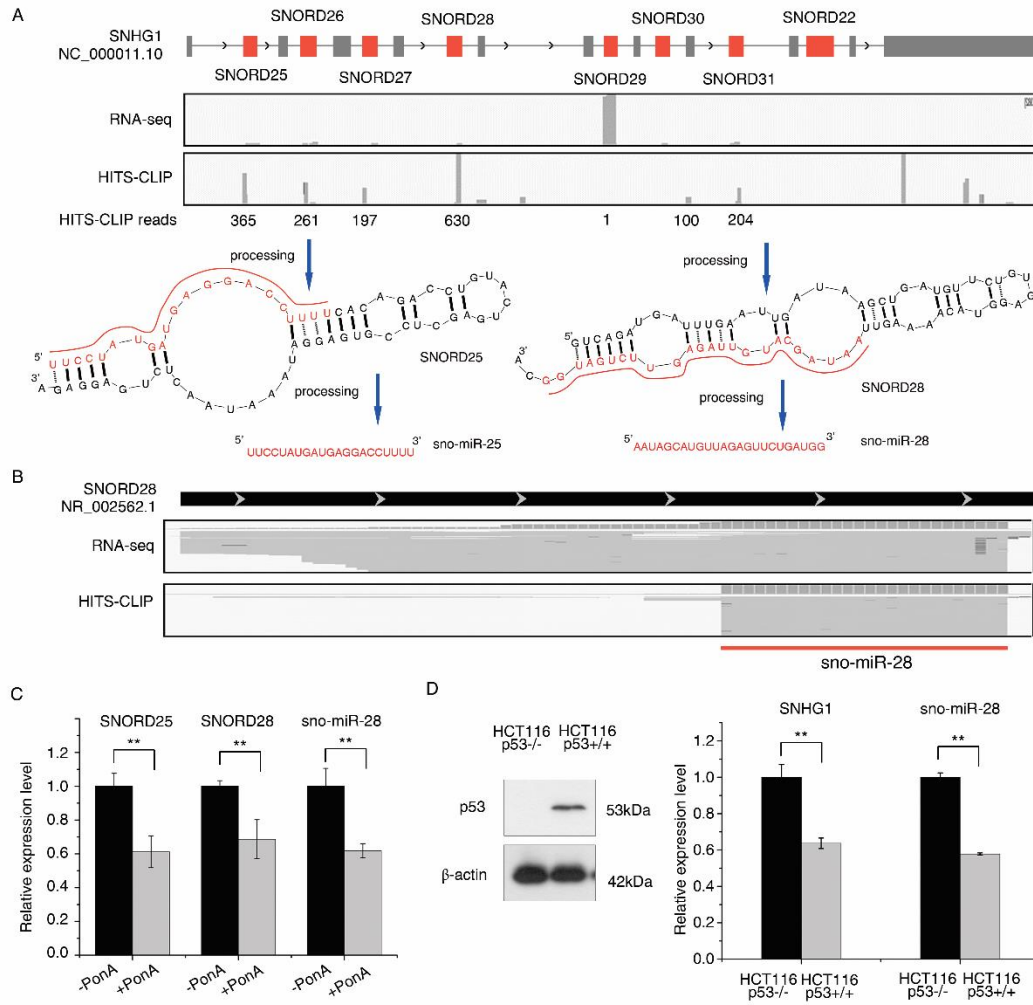 A
SNORD26 SNORD28 SNORD30 SNORD22
SNHG1
NC_000011.10
SNORD25 SNORD27 SNORD29 SNORD31
RNA-seq
HITS-CLIP
HITS-CLIP reads 365 261 197 630 1 100 204
processing processing
5' 3'
SNORD25
SNORD28
processing processing
5' UUCCUAUGAUGAGGACCUUUU 3' sno-miR-25
5' AAUAGCAUGUUAGAGUUCUGAUGG 3' sno-miR-28
B
SNORD28
NR_002562.1
RNA-seq
HITS-CLIP
sno-miR-28
C
SNORD25 SNORD28 sno-miR-28
** ** **
Relative expression level
1.2
1.0
0.8
0.6
0.4
0.2
0.0
-PonA +PonA -PonA +PonA -PonA +PonA
D
HCT116 p53-/-
HCT116 p53+/+
p53 53kDa
β-actin 42kDa
SNHG1 sno-miR-28
** **
Relative expression level
1.2
1.0
0.8
0.6
0.4
0.2
0.0
HCT116 p53-/-
HCT116 p53+/+
HCT116 p53-/-
HCT116 p53+/+